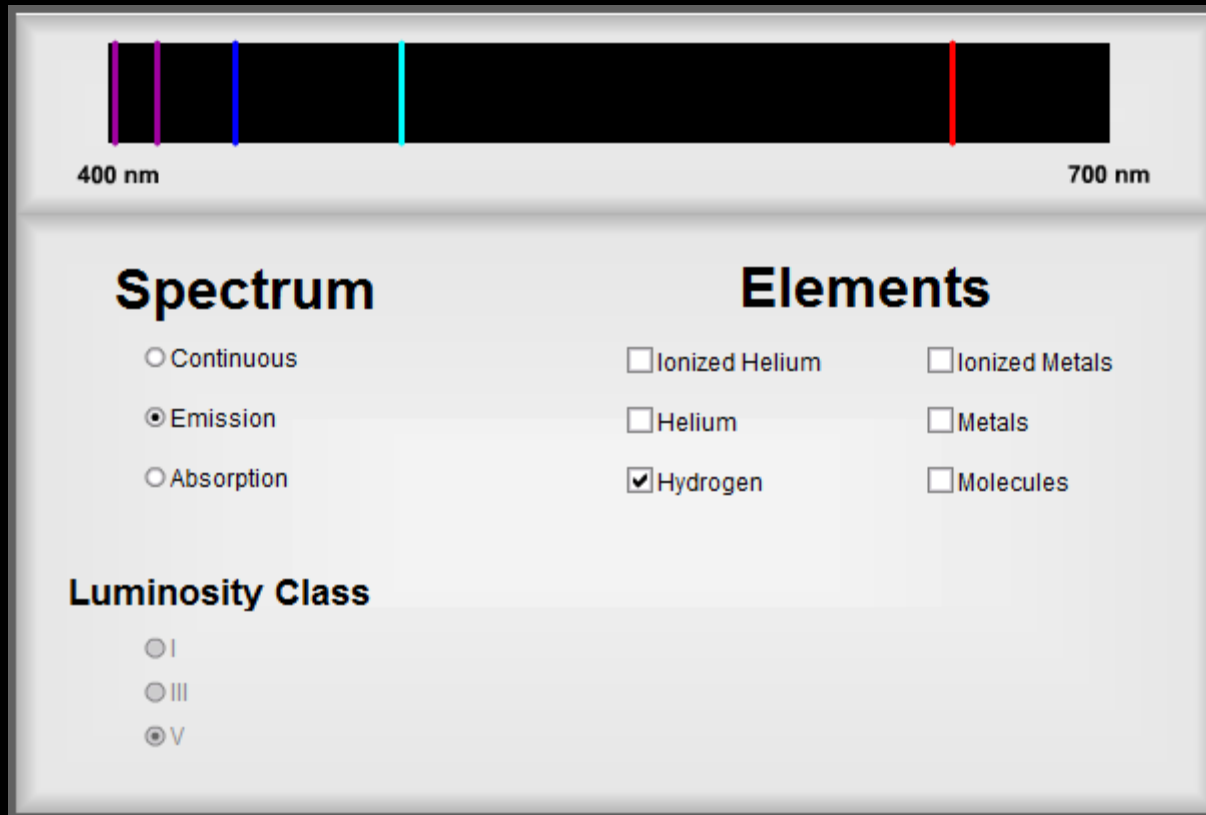 400 nm 700 nm
Spectrum Elements
Continuous Ionized Helium Ionized Metals
Emission Helium Metals
Absorption Hydrogen Molecules
Luminosity Class
I
III
V